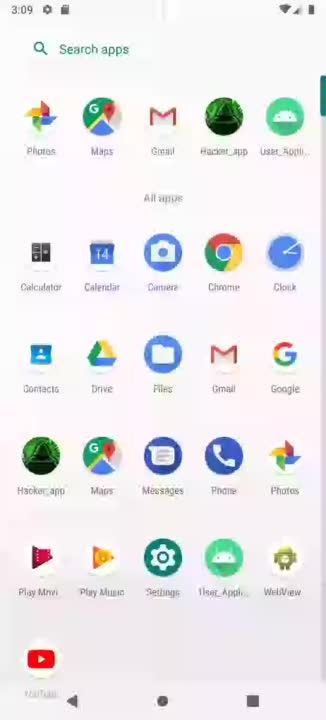 3:09
Search apps
Photos Maps Gmail Hacker_app User_Appli...
All apps
14
Calculator Calendar Camera Chrome Clock
Contacts Drive Files Gmail Google
Hacker_app Maps Messages Phone Photos
Play Movi... Play Music Settings User_Appli... WebView
YouTube